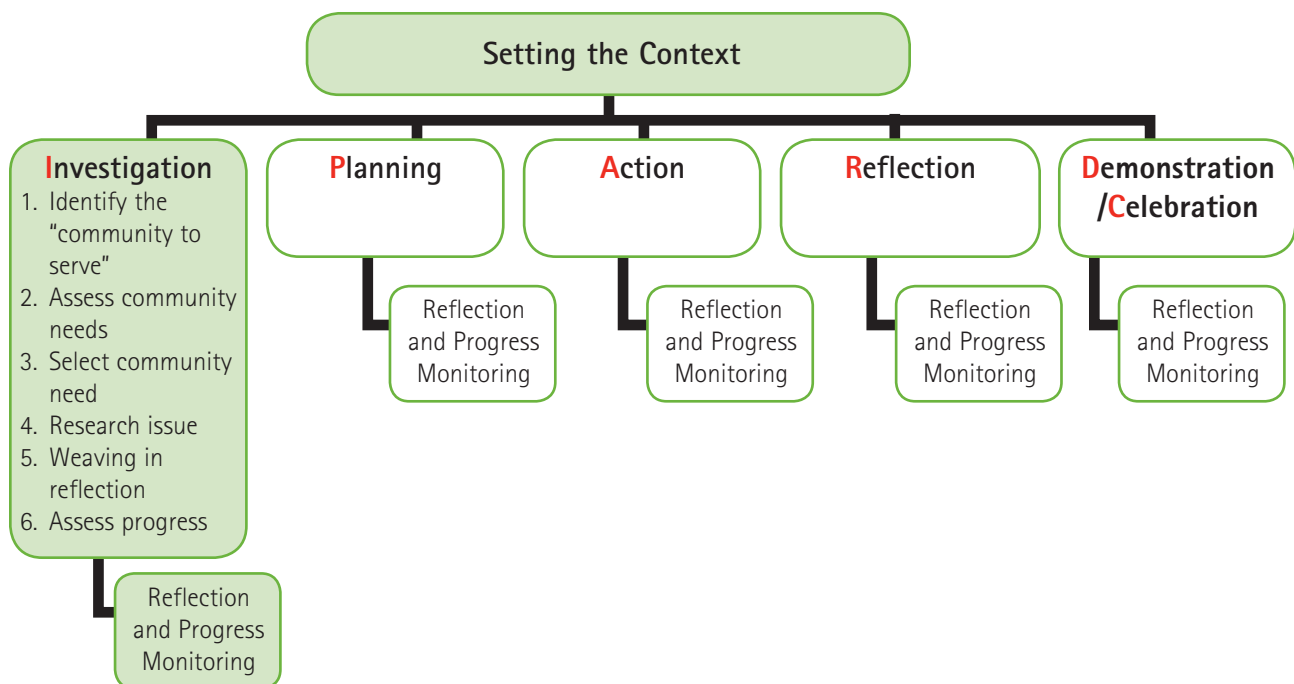 Setting the Context
Investigation
1. Identify the
"community to
serve"
2. Assess community
needs
3. Select community
need
4. Research issue
5. Weaving in
reflection
6. Assess progress
Reflection
and Progress
Monitoring
Planning
Reflection
and Progress
Monitoring
Action
Reflection
and Progress
Monitoring
Reflection
Reflection
and Progress
Monitoring
Demonstration
/Celebration
Reflection
and Progress
Monitoring